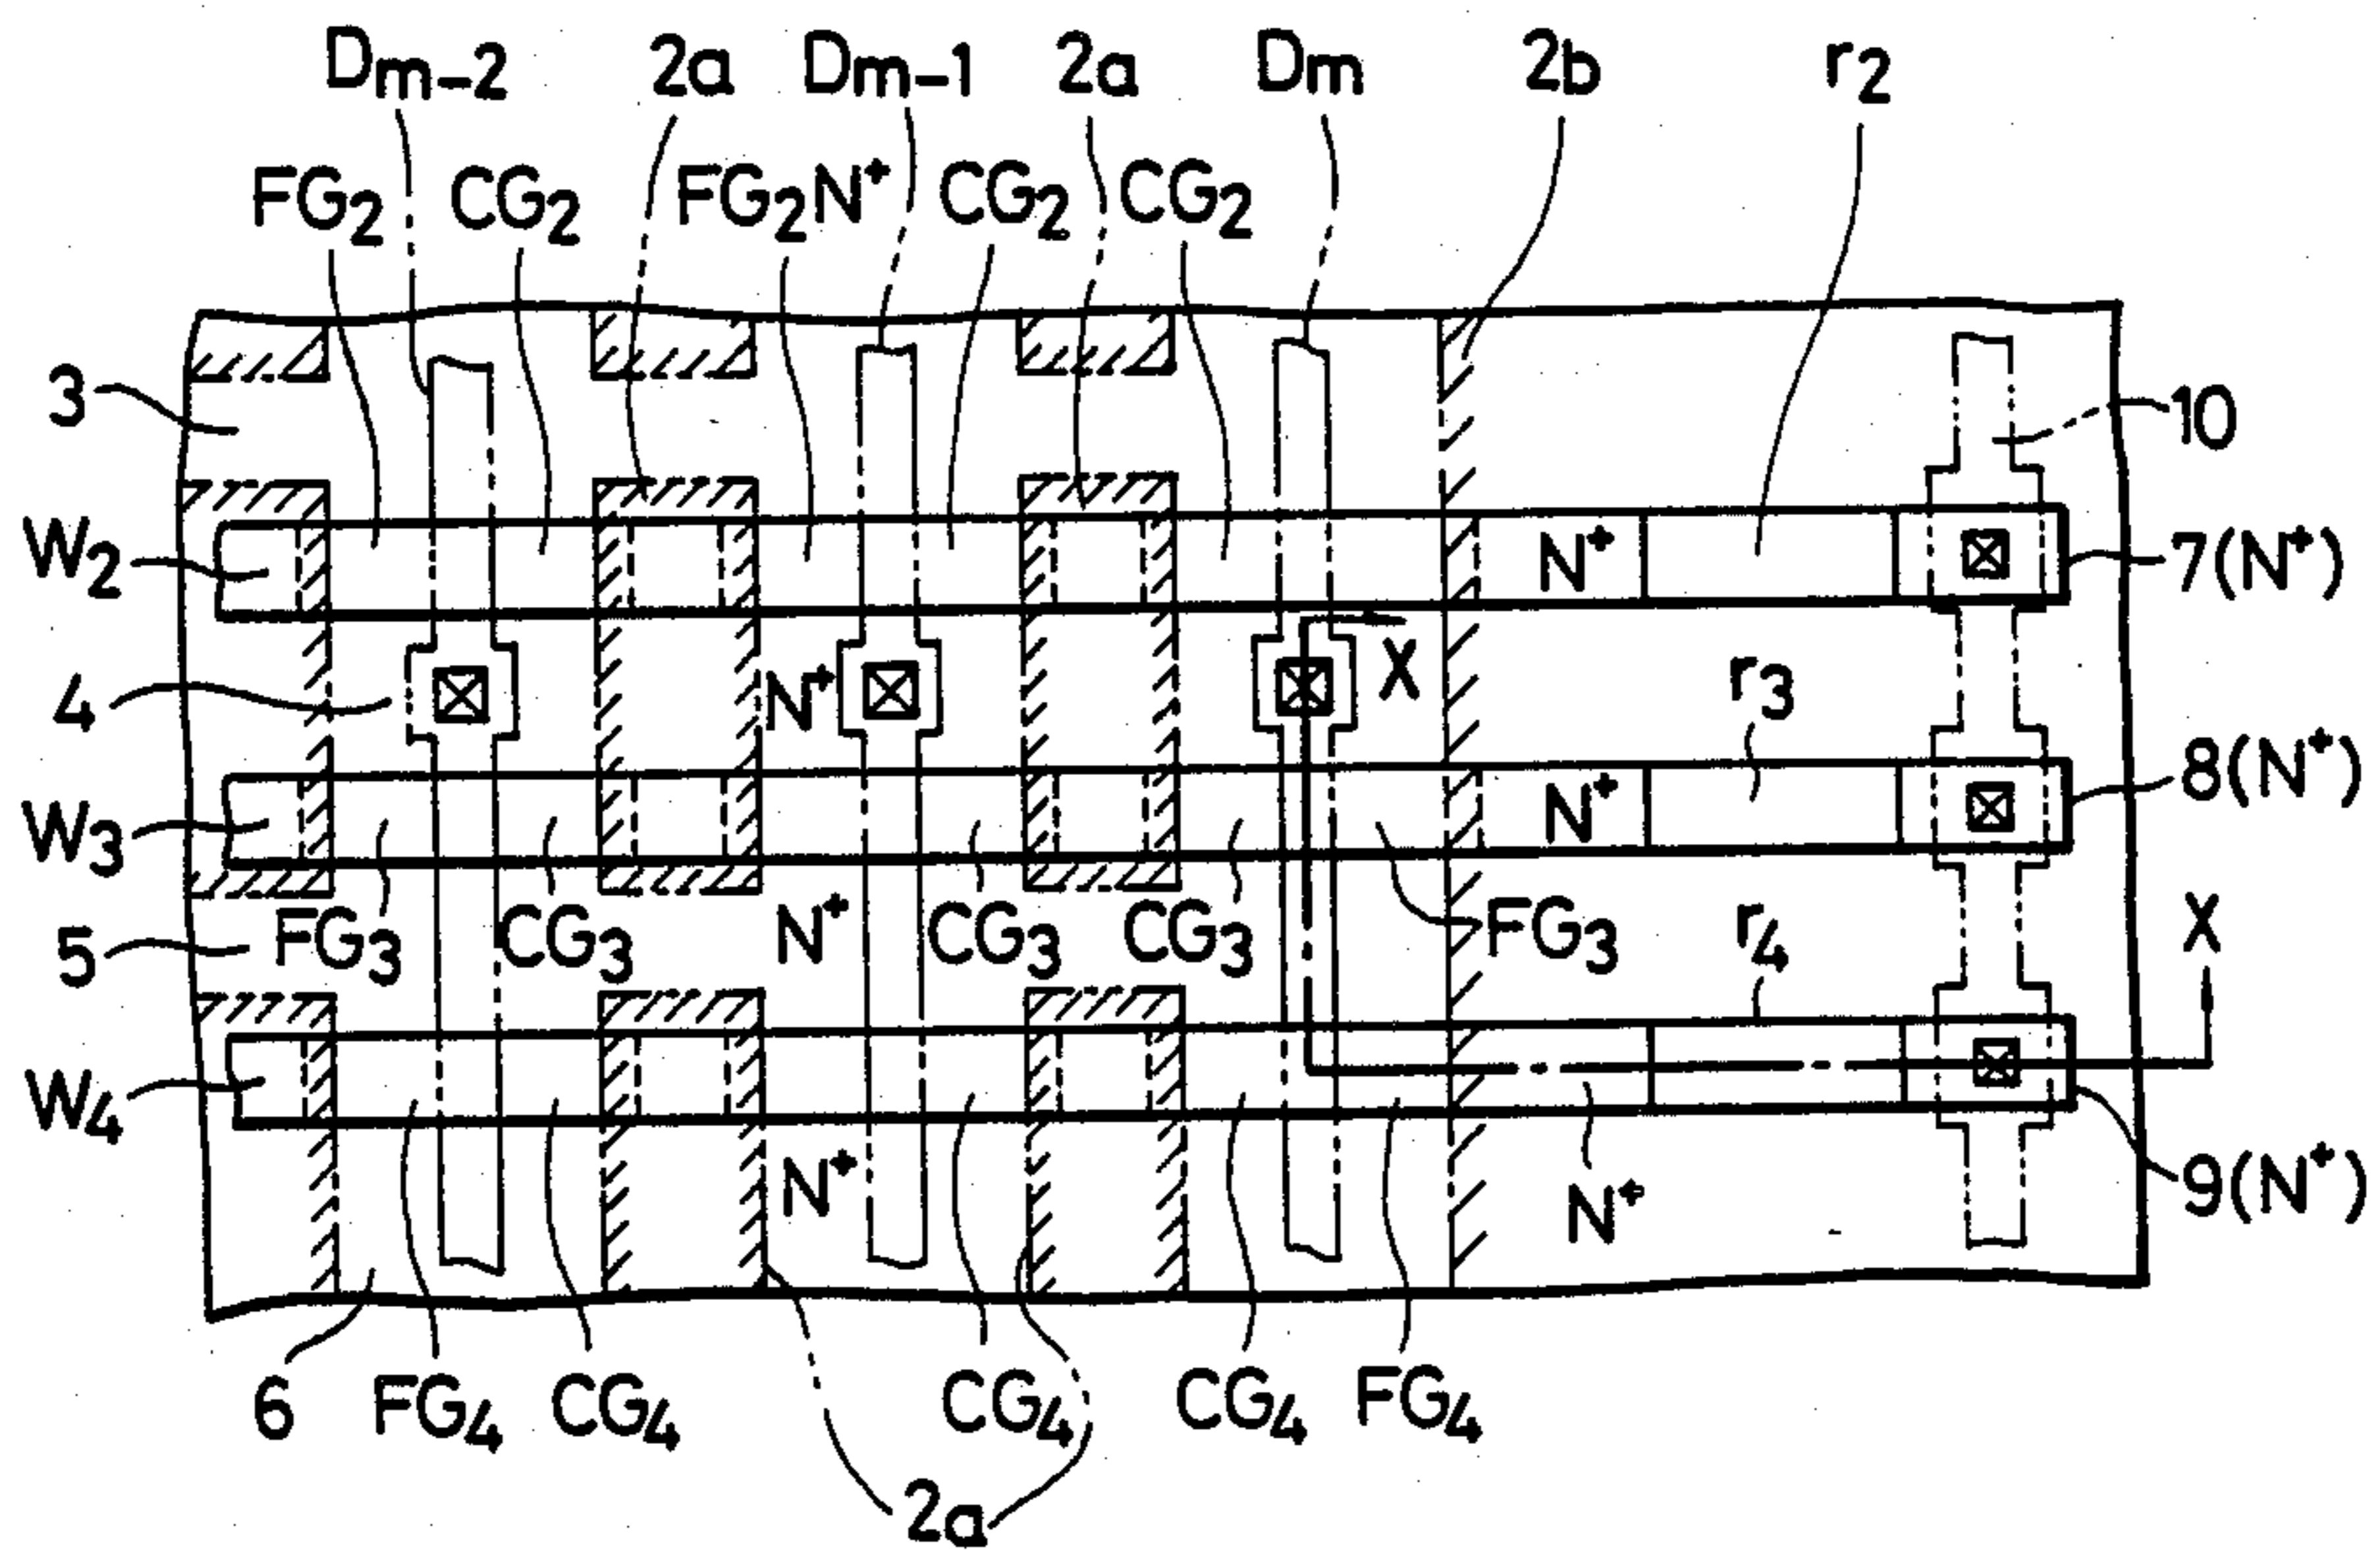 Dm-2 2a Dm-1 2a Dm 2b r2
FG2 CG2 FG2 N+ CG2 CG2
3 10
W2 N+ 7(N+)
4 N+ X r3
W3 N+ 8(N+)
5 FG3 CG3 N+ CG3 CG3 FG3 r4 X
W4 N+ N+ 9(N+)
6 FG4 CG4 CG4 CG4 FG4
2a